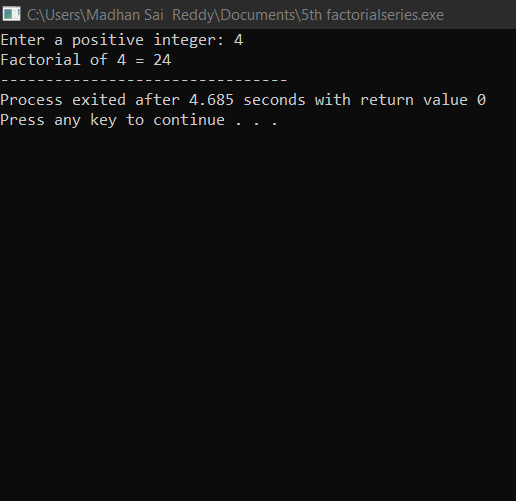 C:\Users\Madhan Sai  Reddy\Documents\5th factorialseries.exe
Enter a positive integer: 4
Factorial of 4 = 24
--------------------------------
Process exited after 4.685 seconds with return value 0
Press any key to continue . . .